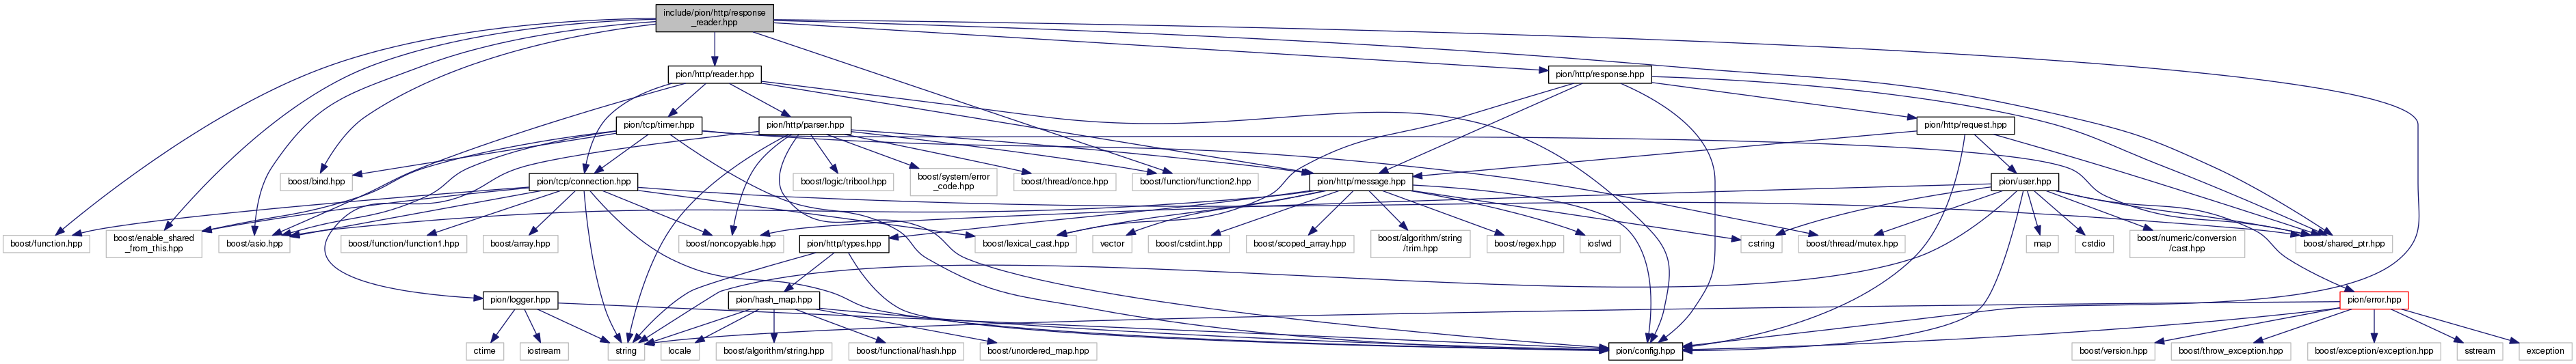 include/pion/http/response
_reader.hpp
pion/http/reader.hpp
pion/http/response.hpp
pion/tcp/timer.hpp
pion/http/parser.hpp
pion/http/request.hpp
boost/bind.hpp
pion/tcp/connection.hpp
boost/logic/tribool.hpp
boost/system/error
_code.hpp
boost/thread/once.hpp
boost/function/function2.hpp
pion/http/message.hpp
pion/user.hpp
boost/function.hpp
boost/enable_shared
_from_this.hpp
boost/asio.hpp
boost/function/function1.hpp
boost/array.hpp
boost/noncopyable.hpp
pion/http/types.hpp
boost/lexical_cast.hpp
vector
boost/cstdint.hpp
boost/scoped_array.hpp
boost/algorithm/string
/trim.hpp
boost/regex.hpp
iosfwd
cstring
boost/thread/mutex.hpp
map
cstdio
boost/numeric/conversion
/cast.hpp
boost/shared_ptr.hpp
pion/logger.hpp
pion/hash_map.hpp
pion/error.hpp
ctime
iostream
string
locale
boost/algorithm/string.hpp
boost/functional/hash.hpp
boost/unordered_map.hpp
pion/config.hpp
boost/version.hpp
boost/throw_exception.hpp
boost/exception/exception.hpp
sstream
exception